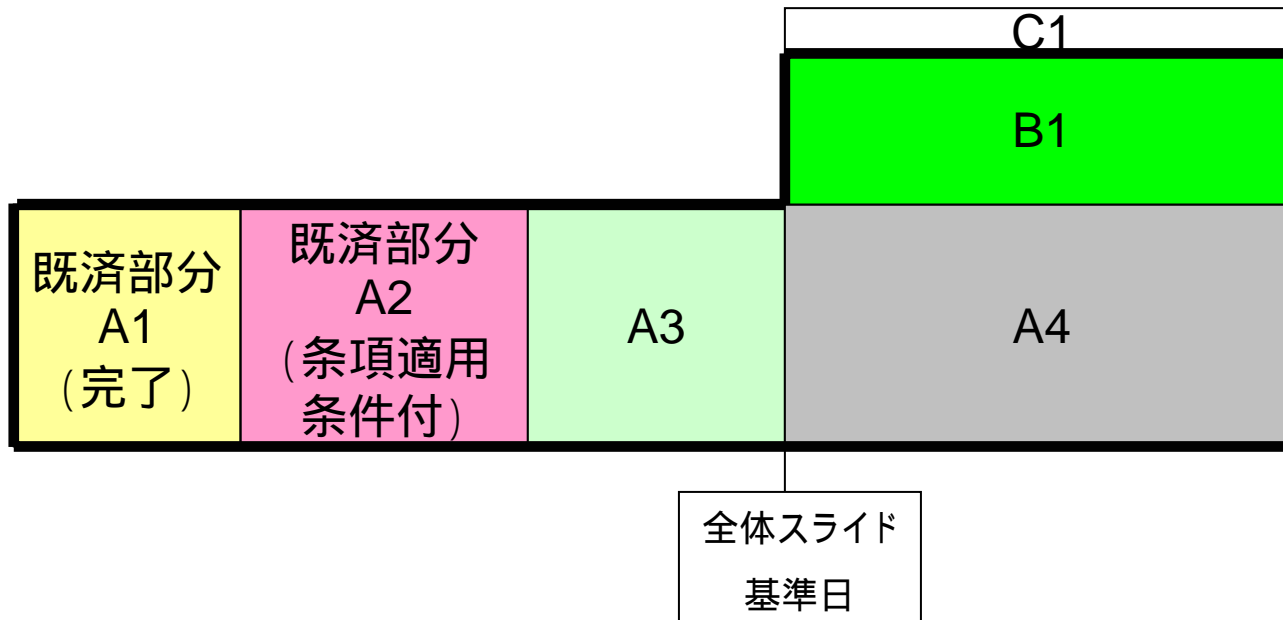 C1
B1
既済部分
A1
(完了)
既済部分
A2
(条項適用
条件付)
A3
A4
全体スライド
基準日